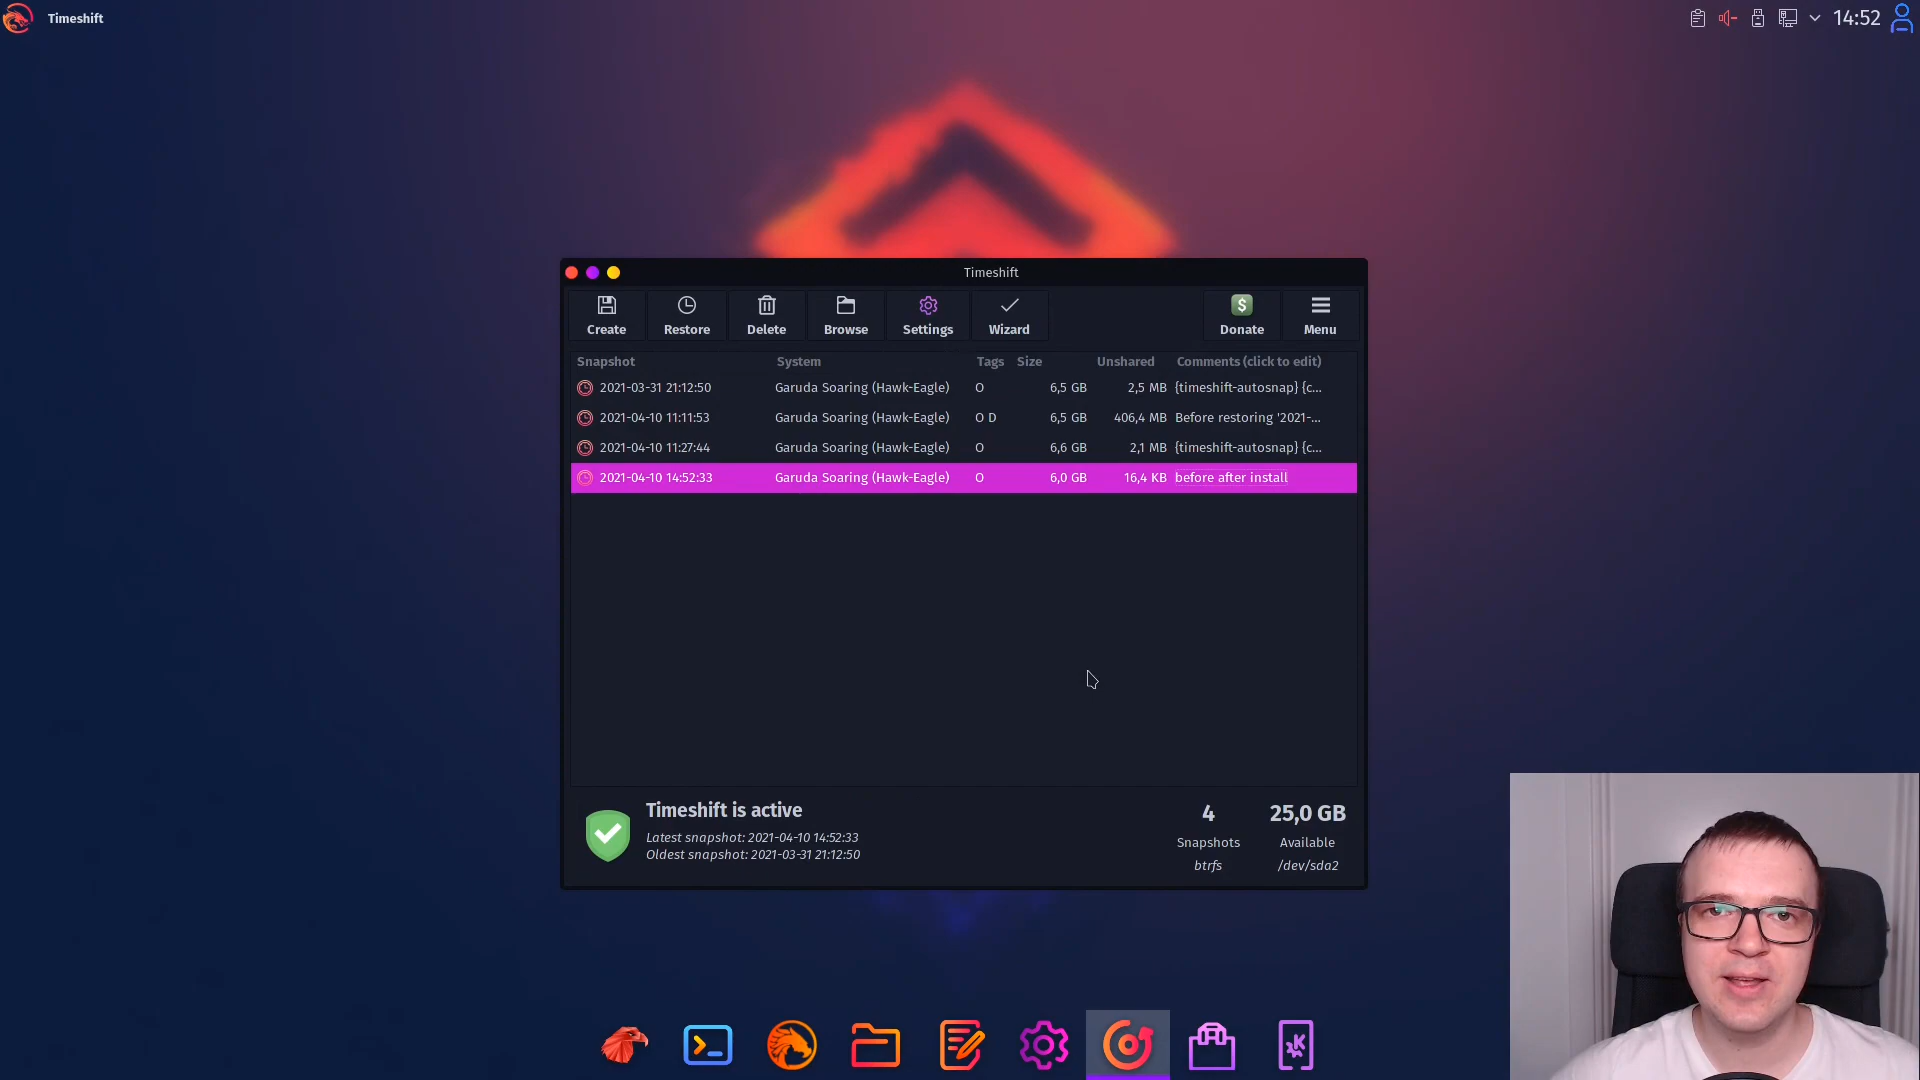 Timeshift
14:52
Timeshift
Create Restore Delete Browse Settings Wizard Donate Menu
Snapshot System Tags Size Unshared Comments (click to edit)
2021-03-31 21:12:50 Garuda Soaring (Hawk-Eagle) O 6,5 GB 2,5 MB {timeshift-autosnap} {c...
2021-04-10 11:11:53 Garuda Soaring (Hawk-Eagle) O D 6,5 GB 406,4 MB Before restoring '2021-...
2021-04-10 11:27:44 Garuda Soaring (Hawk-Eagle) O 6,6 GB 2,1 MB {timeshift-autosnap} {c...
2021-04-10 14:52:33 Garuda Soaring (Hawk-Eagle) O 6,0 GB 16,4 KB before after install
Timeshift is active
Latest snapshot: 2021-04-10 14:52:33
Oldest snapshot: 2021-03-31 21:12:50
4 25,0 GB
Snapshots Available
btrfs /dev/sda2